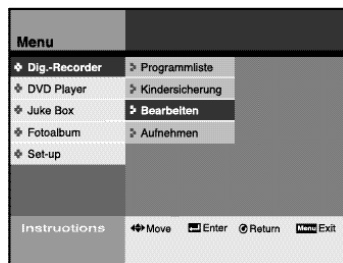 Menu
Dig.-Recorder
DVD Player
Juke Box
Fotoalbum
Set-up
Programmliste
Kindersicherung
Bearbeiten
Aufnehmen
Instructions
Move Enter Return Menu Exit